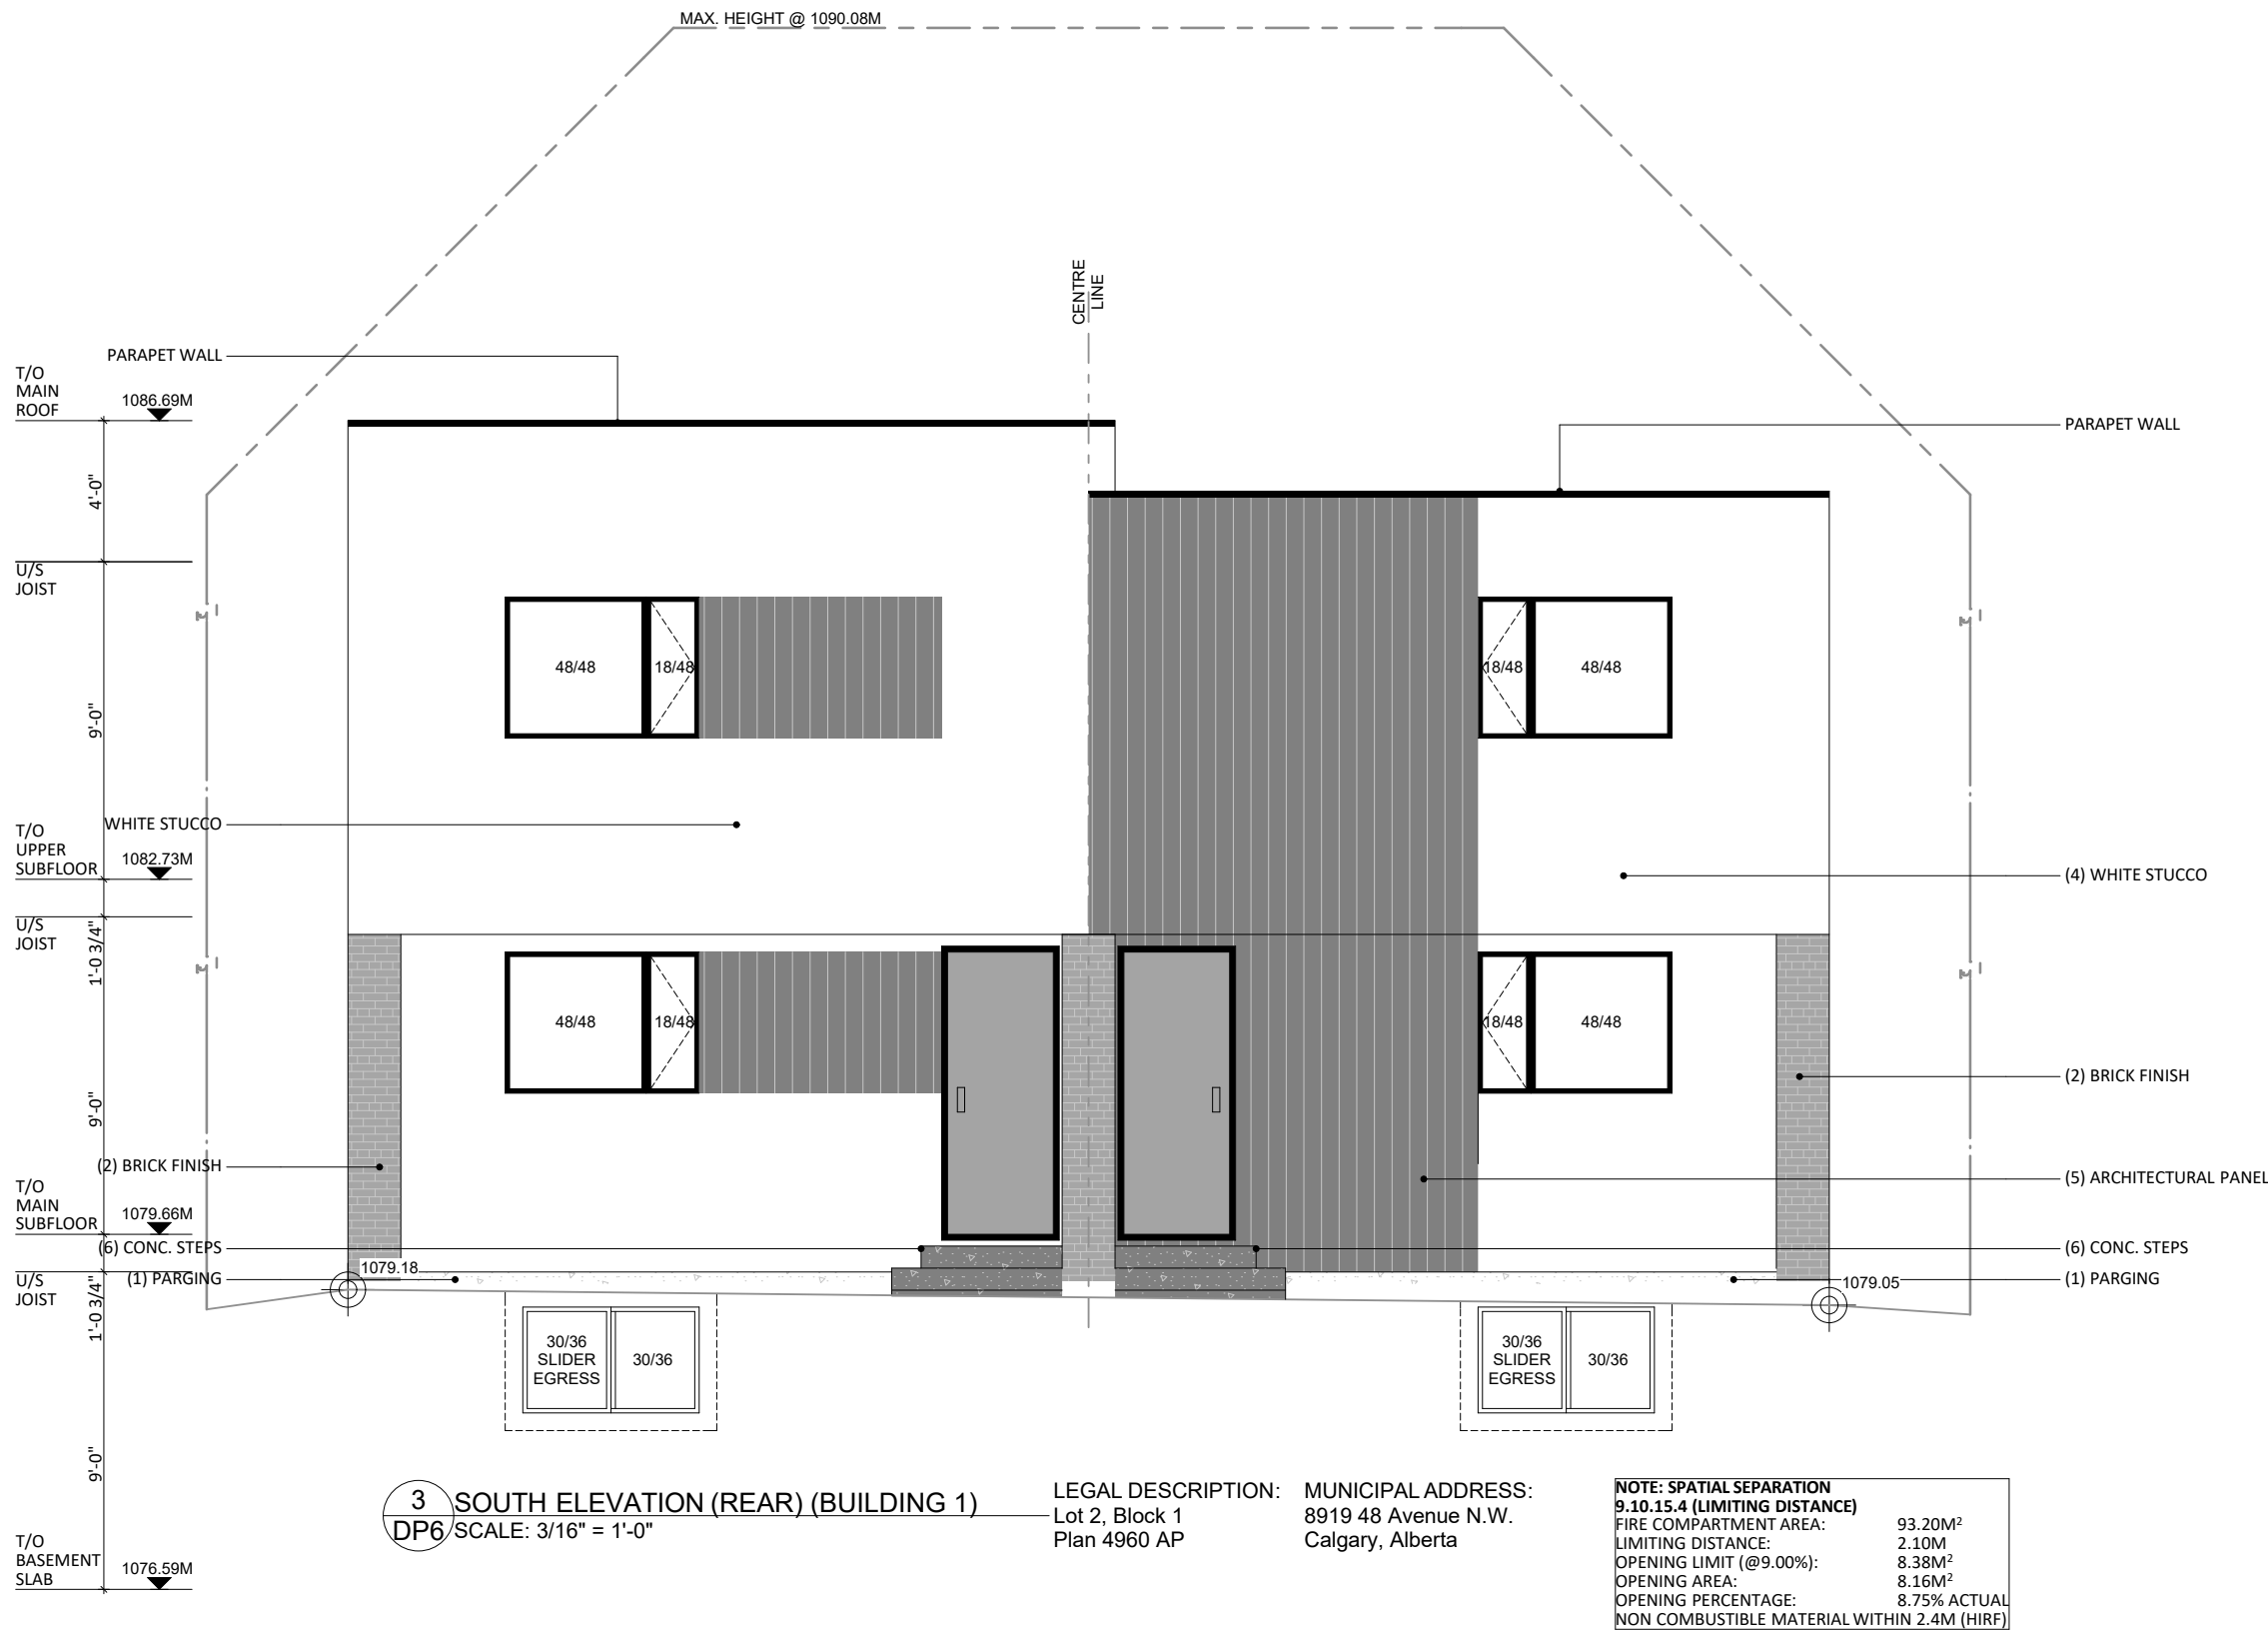 MAX. HEIGHT @ 1090.08M
CENTRE
LINE
PARAPET WALL
T/O
MAIN
ROOF
1086.69M
PARAPET WALL
4'-0"
U/S
JOIST
48/48
18/48
18/48
48/48
9'-0"
WHITE STUCCO
T/O
UPPER
SUBFLOOR
1082.73M
(4) WHITE STUCCO
U/S
JOIST
1'-0 3/4"
48/48
18/48
18/48
48/48
(2) BRICK FINISH
9'-0"
(2) BRICK FINISH
(5) ARCHITECTURAL PANEL
T/O
MAIN
SUBFLOOR
1079.66M
(6) CONC. STEPS
(6) CONC. STEPS
1079.18
U/S
JOIST
(1) PARGING
1079.05
(1) PARGING
1'-0 3/4"
30/36
SLIDER
EGRESS
30/36
30/36
SLIDER
EGRESS
30/36
9'-0"
T/O
BASEMENT
SLAB
1076.59M
3
DP6
SOUTH ELEVATION (REAR) (BUILDING 1)
SCALE: 3/16" = 1'-0"
LEGAL DESCRIPTION:
Lot 2, Block 1
Plan 4960 AP
MUNICIPAL ADDRESS:
8919 48 Avenue N.W.
Calgary, Alberta
NOTE: SPATIAL SEPARATION
9.10.15.4 (LIMITING DISTANCE)
FIRE COMPARTMENT AREA: 93.20M²
LIMITING DISTANCE: 2.10M
OPENING LIMIT (@9.00%): 8.38M²
OPENING AREA: 8.16M²
OPENING PERCENTAGE: 8.75% ACTUAL
NON COMBUSTIBLE MATERIAL WITHIN 2.4M (HIRF)